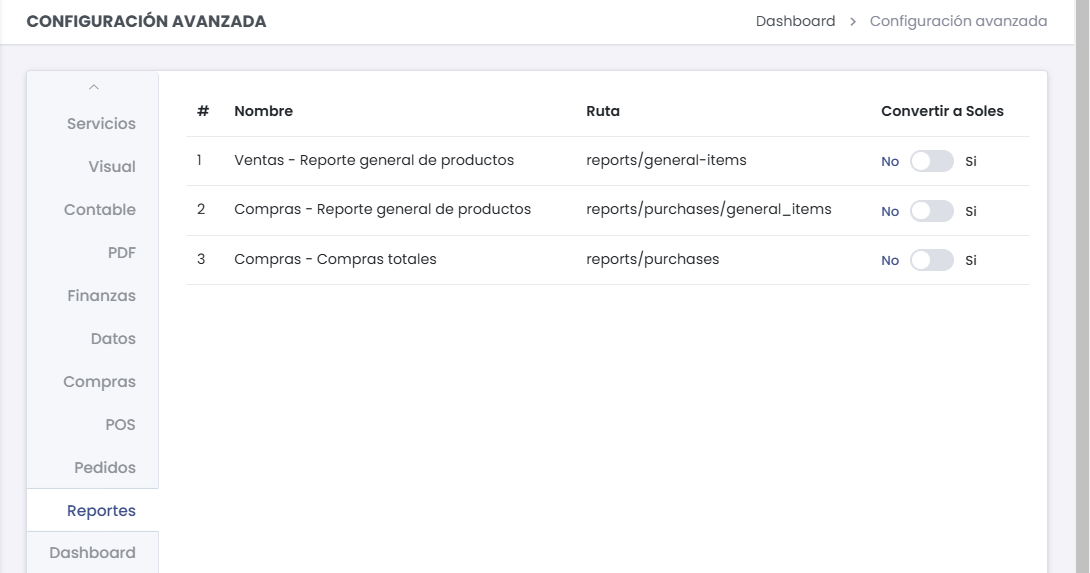 CONFIGURACIÓN AVANZADA
Dashboard > Configuración avanzada
Servicios
Visual
Contable
PDF
Finanzas
Datos
Compras
POS
Pedidos
Reportes
Dashboard
# Nombre Ruta Convertir a Soles
1 Ventas - Reporte general de productos reports/general-items No Si
2 Compras - Reporte general de productos reports/purchases/general_items No Si
3 Compras - Compras totales reports/purchases No Si